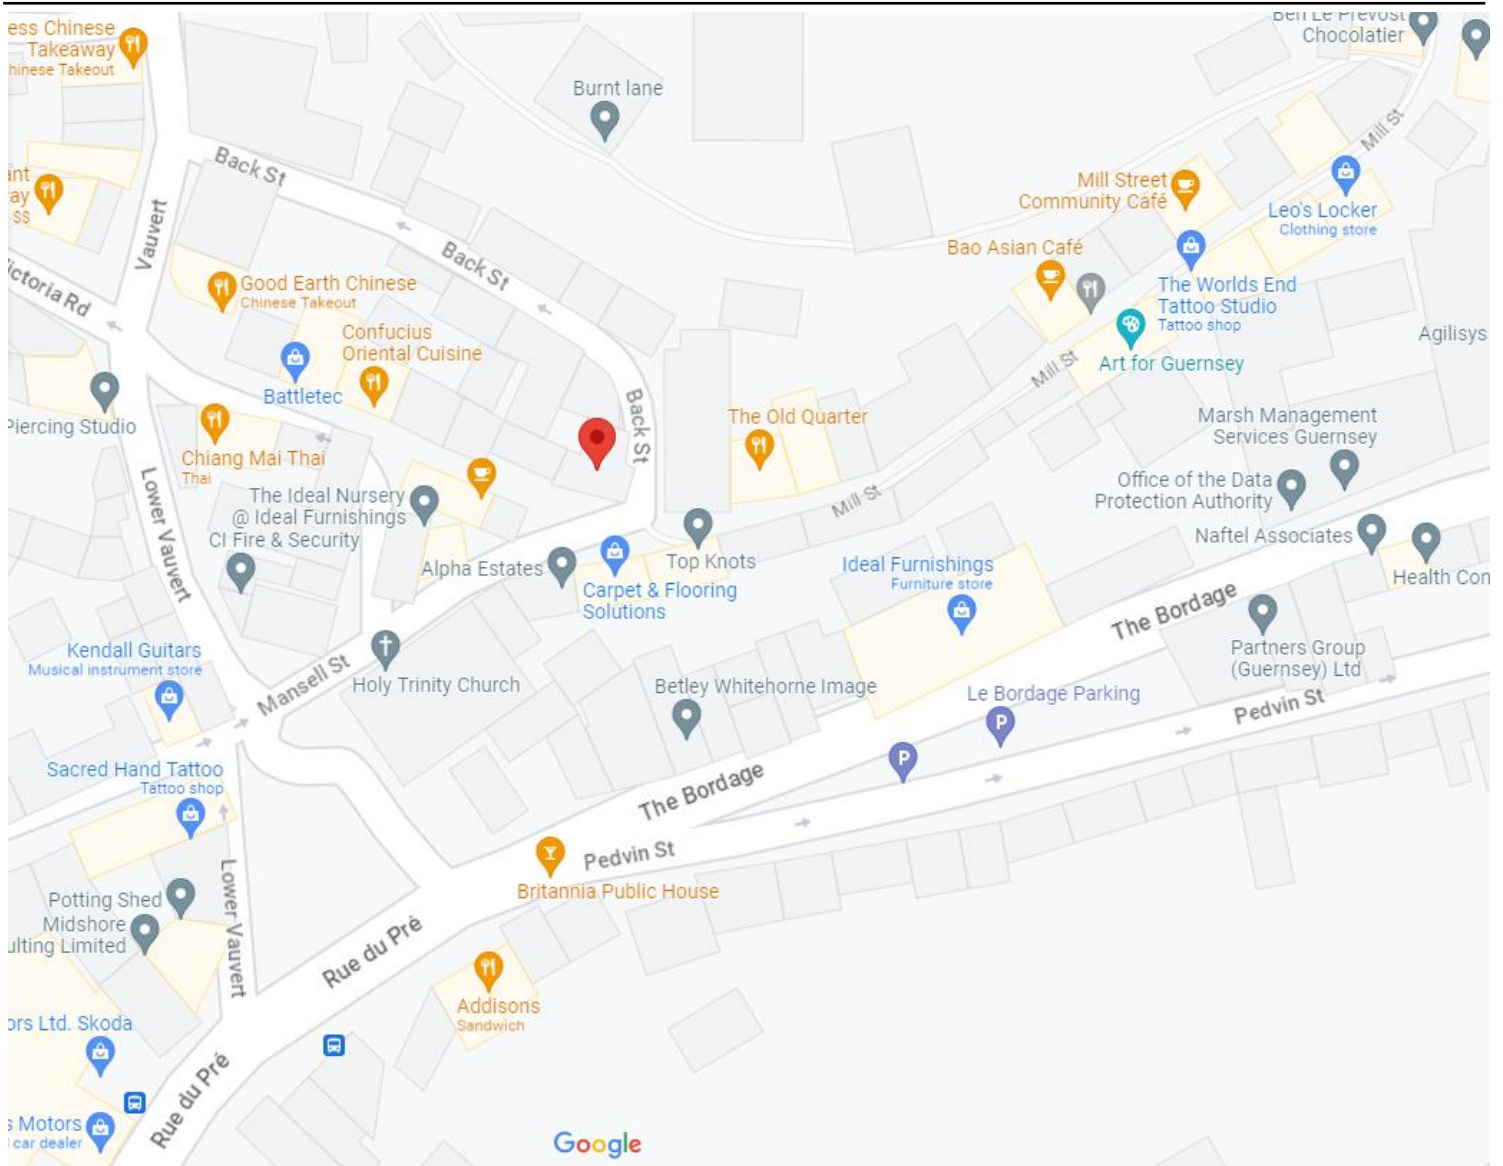 ess Chinese
Takeaway
hinese Takeout
Burnt lane
Ben Le Prevost
Chocolatier
Back St
Mill St
ant
ay
$$
Vauvert
Mill Street
Community Café
Leo's Locker
Clothing store
Back St
Bao Asian Café
Victoria Rd
Good Earth Chinese
Chinese Takeout
The Worlds End
Tattoo Studio
Tattoo shop
Confucius
Oriental Cuisine
Agilisys
Art for Guernsey
Mill St
Battletec
Back St
Piercing Studio
The Old Quarter
Marsh Management
Services Guernsey
Chiang Mai Thai
Thai
Office of the Data
Protection Authority
Lower Vauvert
The Ideal Nursery
@ Ideal Furnishings
CI Fire & Security
Mill St
Naftel Associates
Alpha Estates
Top Knots
Ideal Furnishings
Furniture store
Health Con
Carpet & Flooring
Solutions
The Bordage
Kendall Guitars
Musical instrument store
Partners Group
(Guernsey) Ltd
Mansell St
Holy Trinity Church
Betley Whitehorne Image
Le Bordage Parking
P
Pedvin St
P
Sacred Hand Tattoo
Tattoo shop
The Bordage
Pedvin St
Britannia Public House
Potting Shed
Midshore
ulting Limited
Lower Vauvert
Rue du Pré
Addisons
Sandwich
ors Ltd. Skoda
Rue du Pré
s Motors
car dealer
Google